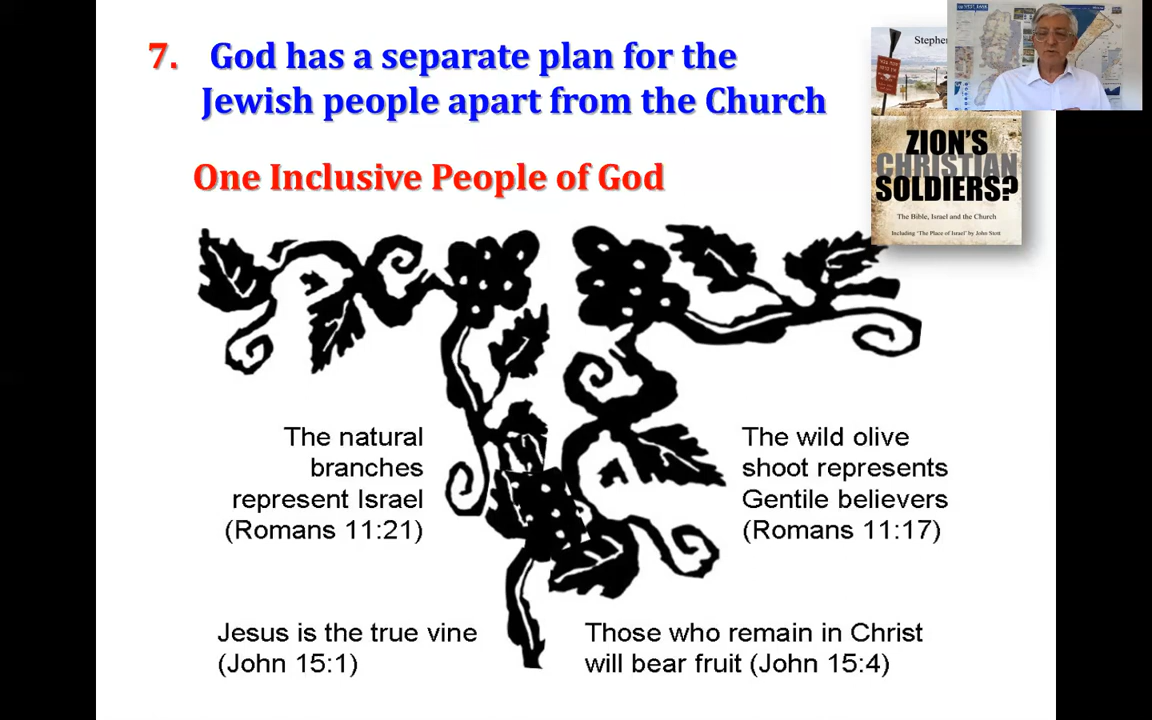 7. God has a separate plan for the
Jewish people apart from the Church
One Inclusive People of God
Stephen
ZION'S
CHRISTIAN
SOLDIERS?
The Bible, Israel and the Church
Including 'The Place of Israel' by John Stott
The natural
branches
represent Israel
(Romans 11:21)
The wild olive
shoot represents
Gentile believers
(Romans 11:17)
Jesus is the true vine
(John 15:1)
Those who remain in Christ
will bear fruit (John 15:4)